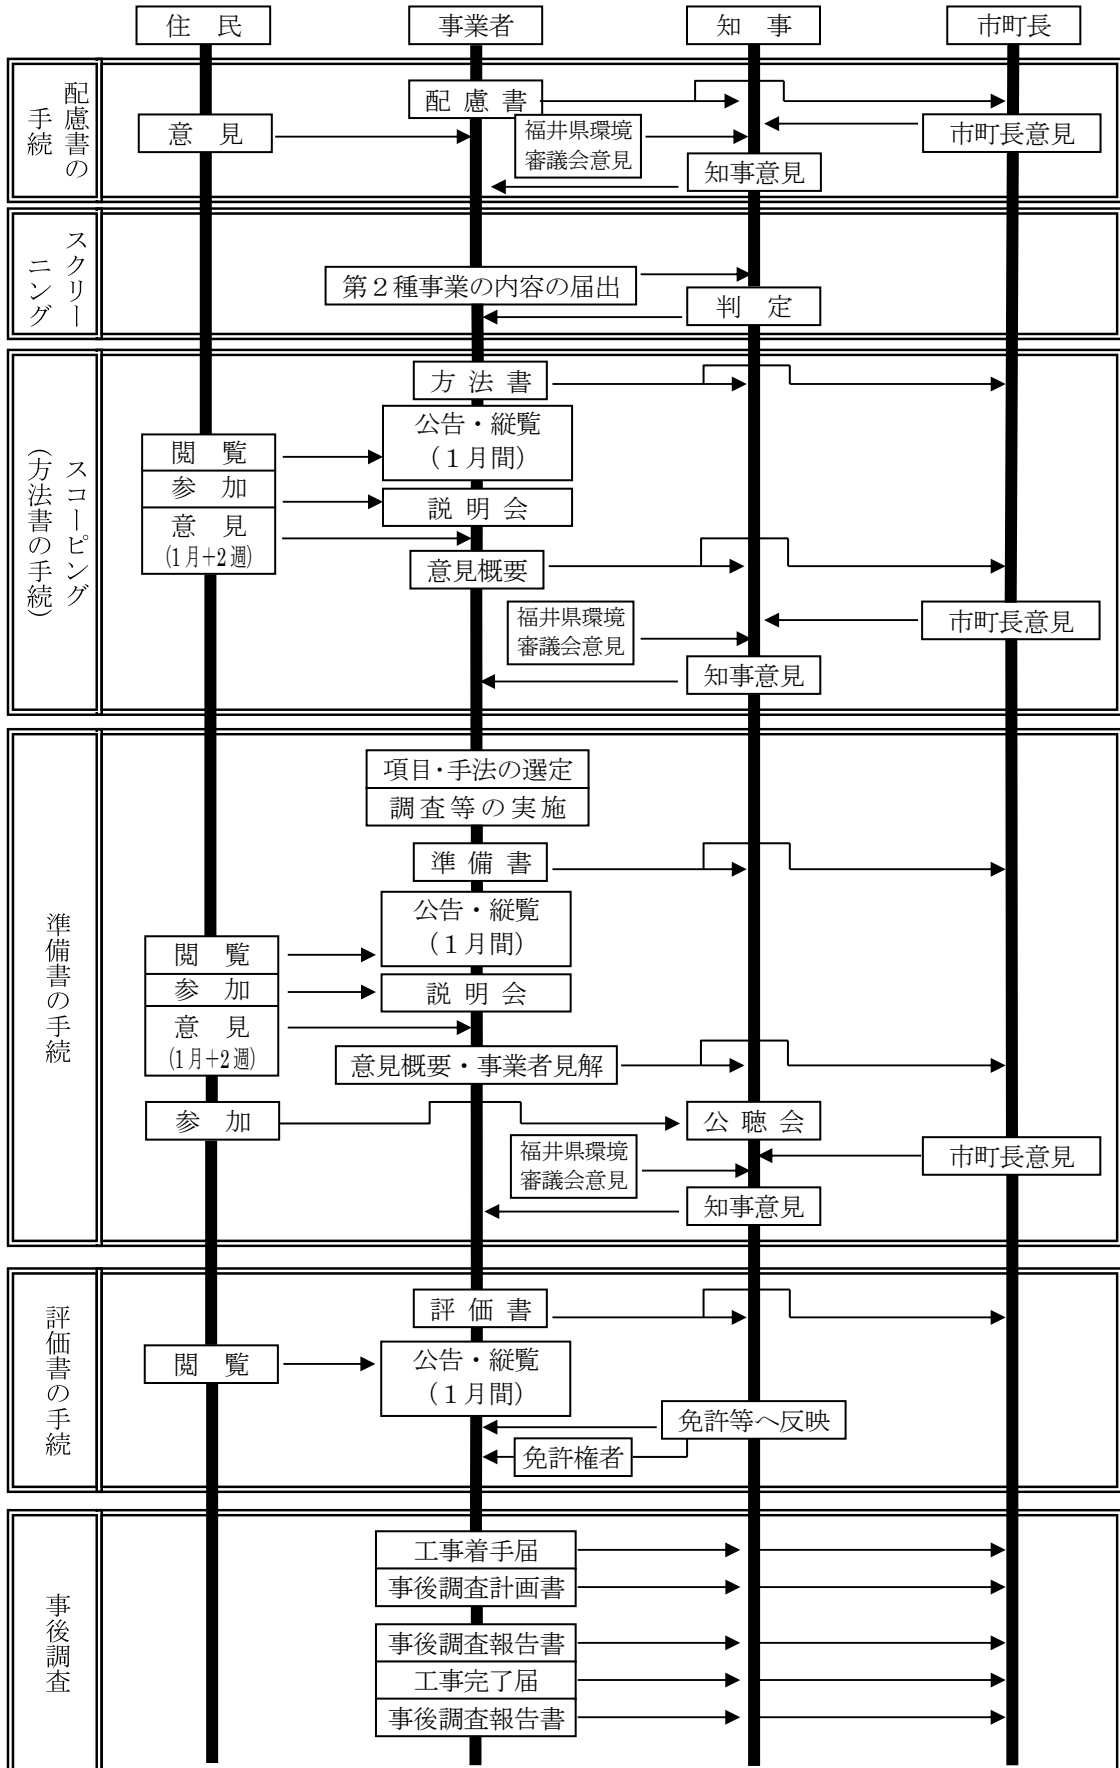 住　民
事業者
知　事
市町長
配慮書の
手続
配慮書
意　見
福井県環境
審議会意見
市町長意見
知事意見
スクリー
ニング
第２種事業の内容の届出
判　定
スコーピング
(方法書の手続)
方法書
公告・縦覧
(１月間)
閲　覧
参　加
説明会
意　見
(1月+2週)
意見概要
福井県環境
審議会意見
市町長意見
知事意見
準備書の手続
項目・手法の選定
調査等の実施
準備書
公告・縦覧
(１月間)
閲　覧
参　加
説明会
意　見
(1月+2週)
意見概要・事業者見解
参　加
公聴会
福井県環境
審議会意見
市町長意見
知事意見
評価書の手続
評価書
閲　覧
公告・縦覧
(１月間)
免許等へ反映
免許権者
事後調査
工事着手届
事後調査計画書
事後調査報告書
工事完了届
事後調査報告書